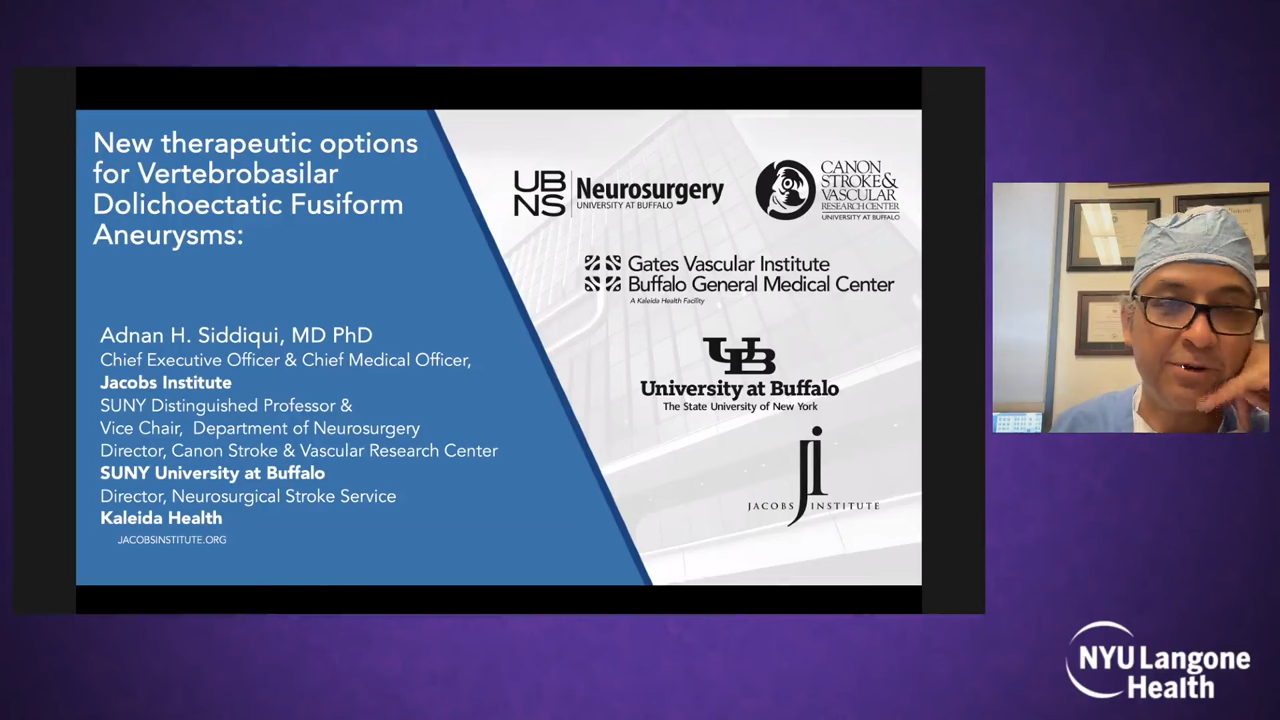 New therapeutic options
for Vertebrobasilar
Dolichoectatic Fusiform
Aneurysms:
Adnan H. Siddiqui, MD PhD
Chief Executive Officer & Chief Medical Officer,
Jacobs Institute
SUNY Distinguished Professor &
Vice Chair, Department of Neurosurgery
Director, Canon Stroke & Vascular Research Center
SUNY University at Buffalo
Director, Neurosurgical Stroke Service
Kaleida Health
JACOBSINSTITUTE.ORG
UB
NS
Neurosurgery
UNIVERSITY AT BUFFALO
CANON
STROKE &
VASCULAR
RESEARCH CENTER
UNIVERSITY AT BUFFALO
Gates Vascular Institute
Buffalo General Medical Center
A Kaleida Health Facility
UB
University at Buffalo
The State University of New York
ji
JACOBS INSTITUTE
NYU Langone
Health